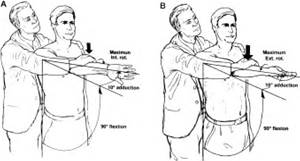 A
Maximum
Int. rot.
10° adduction
90° flexion
B
Maximum
Ext. rot.
10° adduction
90° flexion